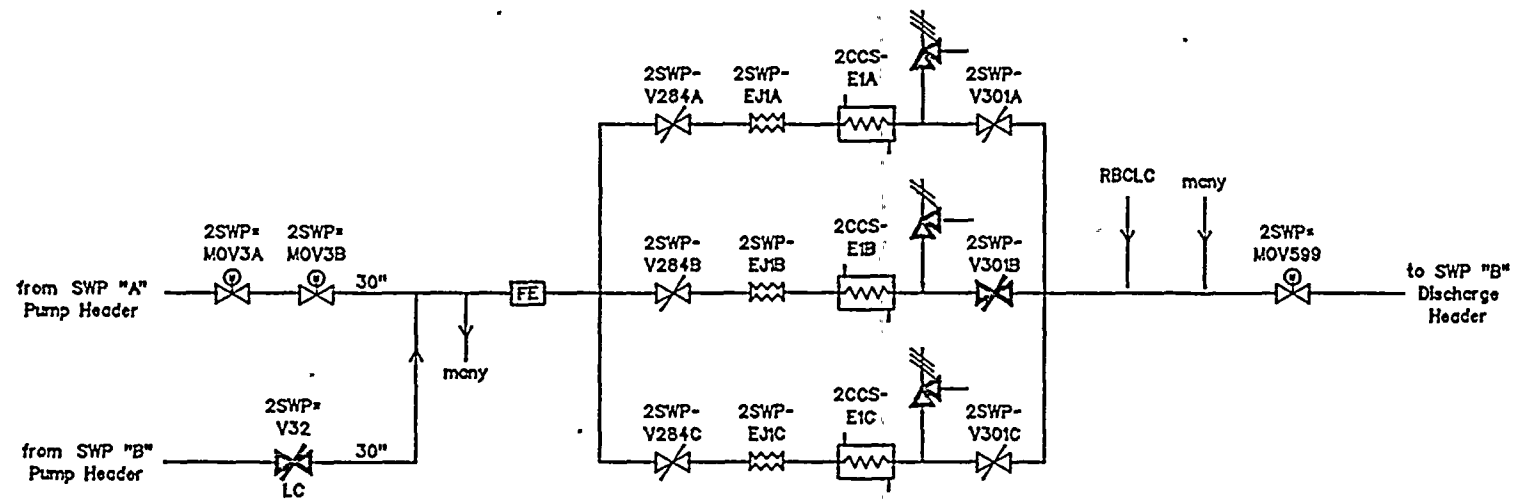 2CCS-
E1A
2SWP-
V284A
2SWP-
EJ1A
2SWP-
V301A
RBCLC
many
2CCS-
E1B
2SWP=
MOV3A
2SWP=
MOV3B
2SWP-
V284B
2SWP-
EJ1B
2SWP-
V301B
2SWP=
MOV599
from SWP "A"
Pump Header
30"
FE
to SWP "B"
Discharge
Header
many
2CCS-
E1C
2SWP=
V32
2SWP-
V284C
2SWP-
EJ1C
2SWP-
V301C
from SWP "B"
Pump Header
30"
LC